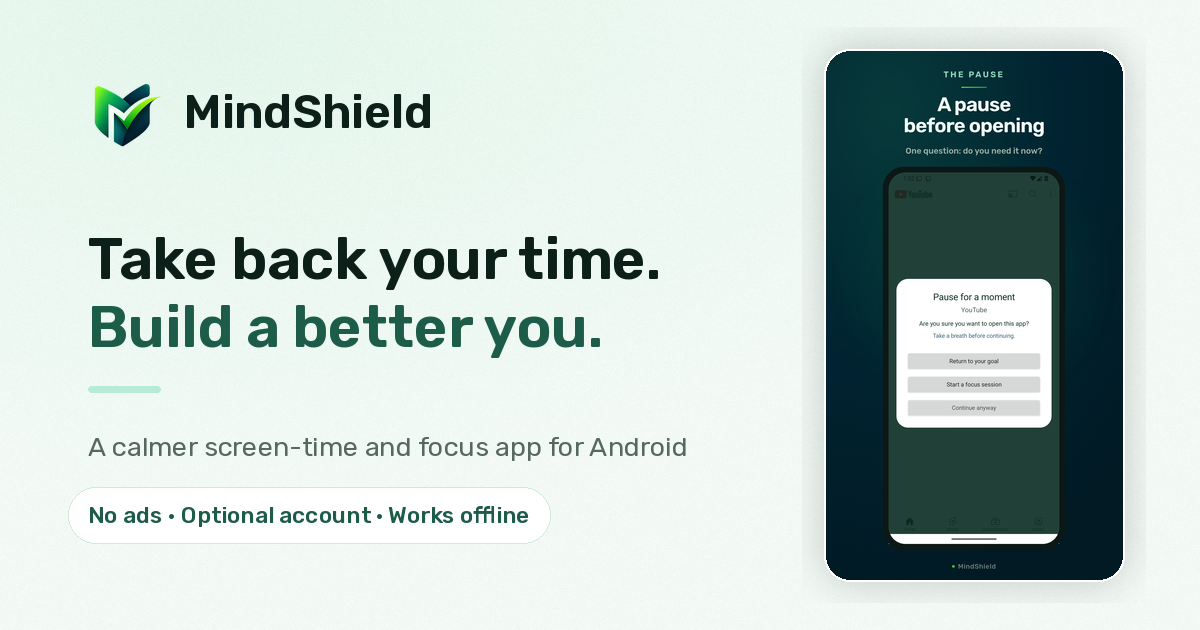 MindShield
Take back your time.
Build a better you.
A calmer screen-time and focus app for Android
No ads • Optional account • Works offline
THE PAUSE
A pause
before opening
One question: do you need it now?
YouTube
Pause for a moment
YouTube
Are you sure you want to open this app?
Take a breath before continuing.
Return to your goal
Start a focus session
Continue anyway
MindShield